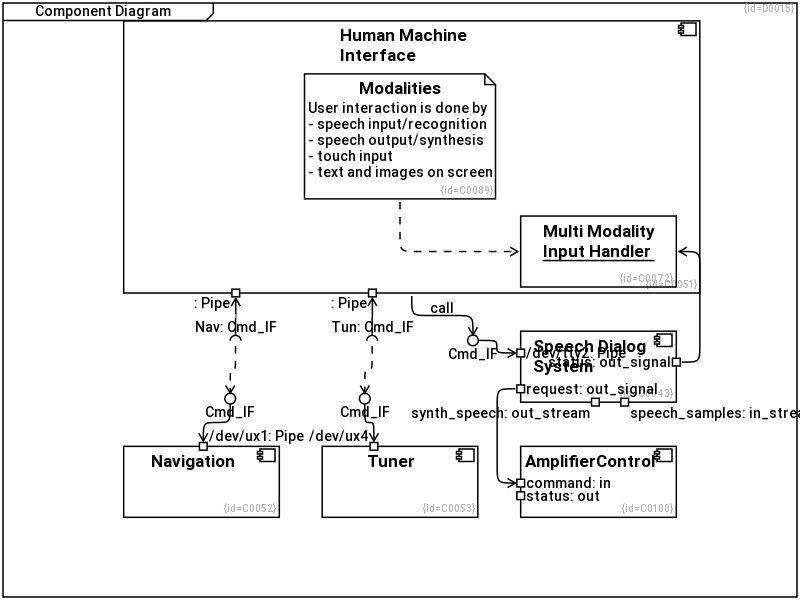 Component Diagram
{id=D0015}
Human Machine
Interface
Modalities
User interaction is done by
- speech input/recognition
- speech output/synthesis
- touch input
- text and images on screen
{id=C0089}
Multi Modality
Input Handler
{id=C0072}
{id=C0051}
: Pipe
: Pipe
call
Nav: Cmd_IF
Tun: Cmd_IF
Cmd_IF
Speech Dialog
System
/dev/tty2: Pipe
status: out_signal
request: out_signal
{id=C0043}
Cmd_IF
Cmd_IF
synth_speech: out_stream
speech_samples: in_strea
/dev/ux1: Pipe
/dev/ux4
Navigation
{id=C0052}
Tuner
{id=C0053}
AmplifierControl
command: in
status: out
{id=C0100}